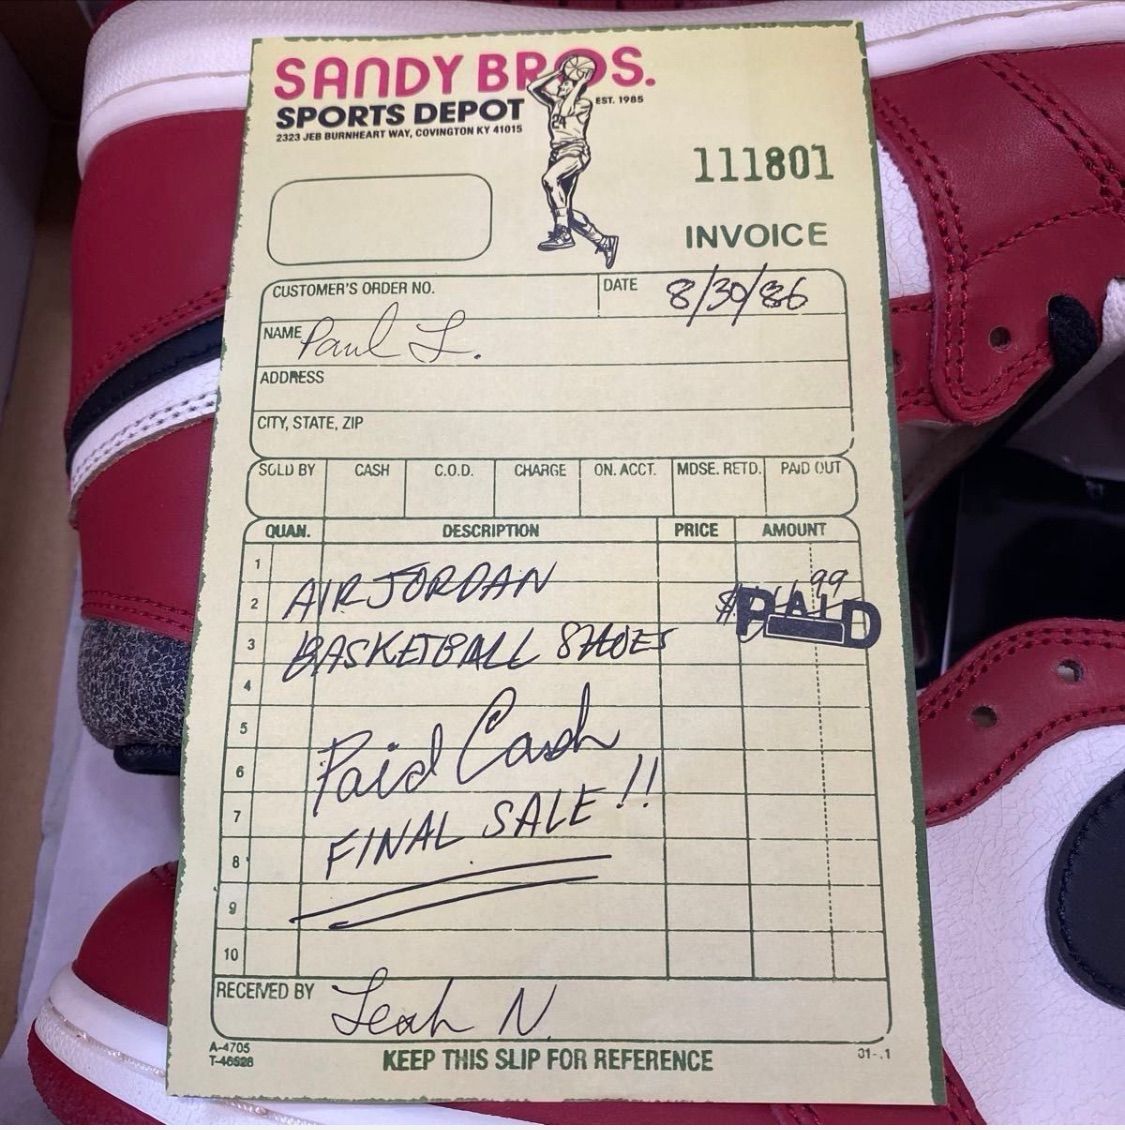 SANDY BROS.
SPORTS DEPOT
EST. 1985
2323 JEB BURNHEART WAY, COVINGTON KY 41015
24
111801
INVOICE
CUSTOMER'S ORDER NO.
DATE 8/30/86
NAME Paul L.
ADDRESS
CITY, STATE, ZIP
SOLD BY CASH C.O.D. CHARGE ON. ACCT. MDSE. RETD. PAID OUT
QUAN. DESCRIPTION PRICE AMOUNT
1
2 AIR JORDAN $ 99
3 BASKETBALL SHOES PAID
4
5
6 Paid Cash
7
8 FINAL SALE!!
9
10
RECEIVED BY Leah N.
A-4705
KEEP THIS SLIP FOR REFERENCE